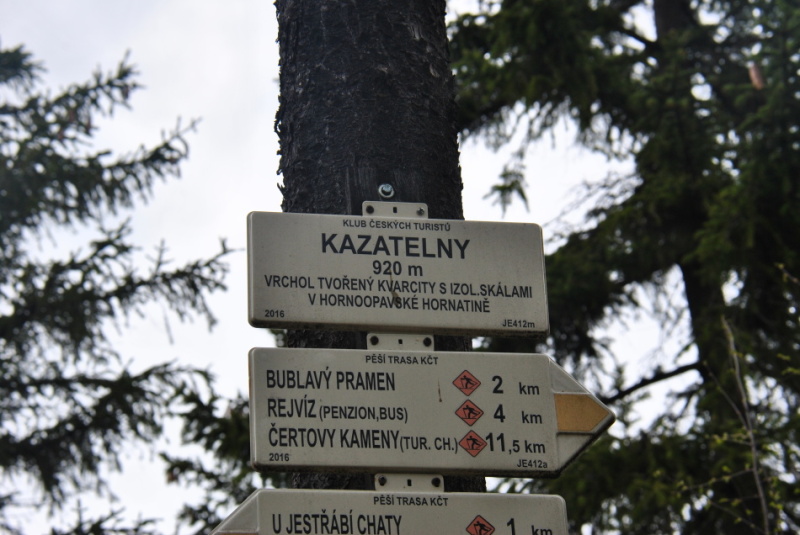 KLUB ČESKÝCH TURISTŮ
KAZATELNY
920 m
VRCHOL TVOŘENÝ KVARCITY S IZOL.SKÁLAMI
V HORNOOPAVSKÉ HORNATINĚ
2016 JE412m
PĚŠÍ TRASA KČT
BUBLAVÝ PRAMEN 2 km
REJVÍZ (PENZION,BUS) 4 km
ČERTOVY KAMENY (TUR. CH.) 11,5 km
2016 JE412a
PĚŠÍ TRASA KČT
U JESTŘÁBÍ CHATY 1 km